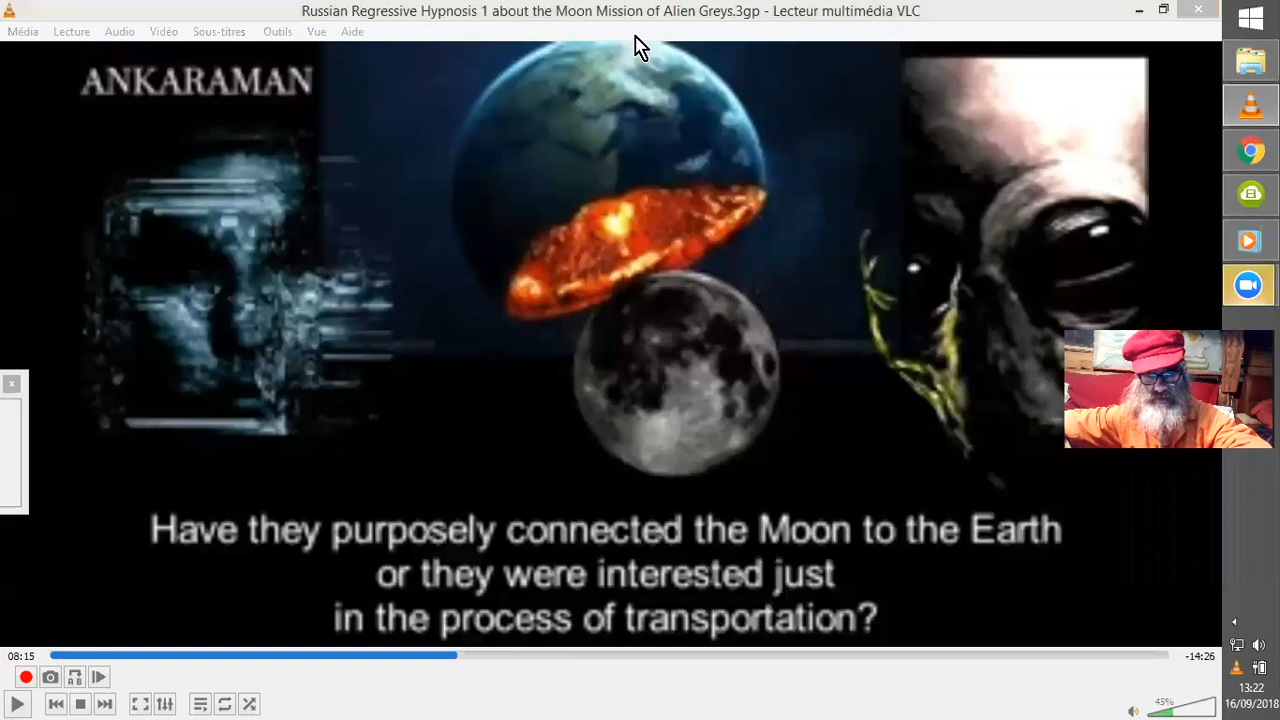 Russian Regressive Hypnosis 1 about the Moon Mission of Alien Greys.3gp - Lecteur multimédia VLC
Média Lecture Audio Vidéo Sous-titres Outils Vue Aide
ANKARAMAN
Have they purposely connected the Moon to the Earth
or they were interested just
in the process of transportation?
08:15
-14:26
45%
13:22
16/09/2018